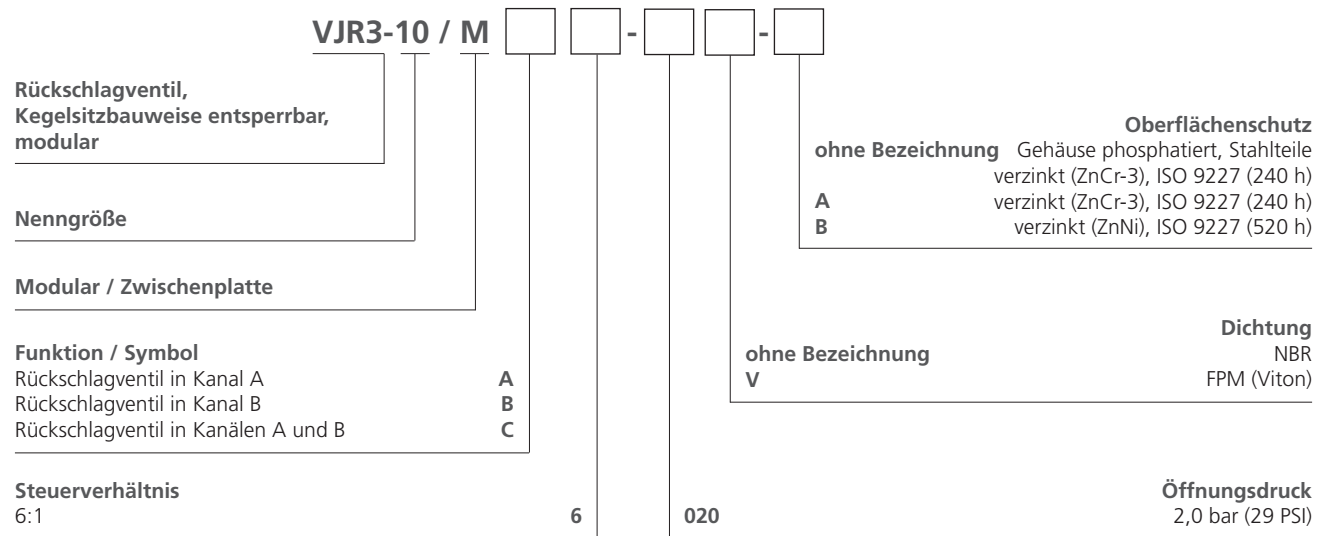 VJR3-10 / M - -
Rückschlagventil,
Kegelsitzbauweise entsperrbar,
modular
Nenngröße
Modular / Zwischenplatte
Funktion / Symbol
Rückschlagventil in Kanal A A
Rückschlagventil in Kanal B B
Rückschlagventil in Kanälen A und B C
Steuerverhältnis
6:1 6
Oberflächenschutz
ohne Bezeichnung Gehäuse phosphatiert, Stahlteile
verzinkt (ZnCr-3), ISO 9227 (240 h)
A verzinkt (ZnCr-3), ISO 9227 (240 h)
B verzinkt (ZnNi), ISO 9227 (520 h)
Dichtung
ohne Bezeichnung NBR
V FPM (Viton)
Öffnungsdruck
020 2,0 bar (29 PSI)